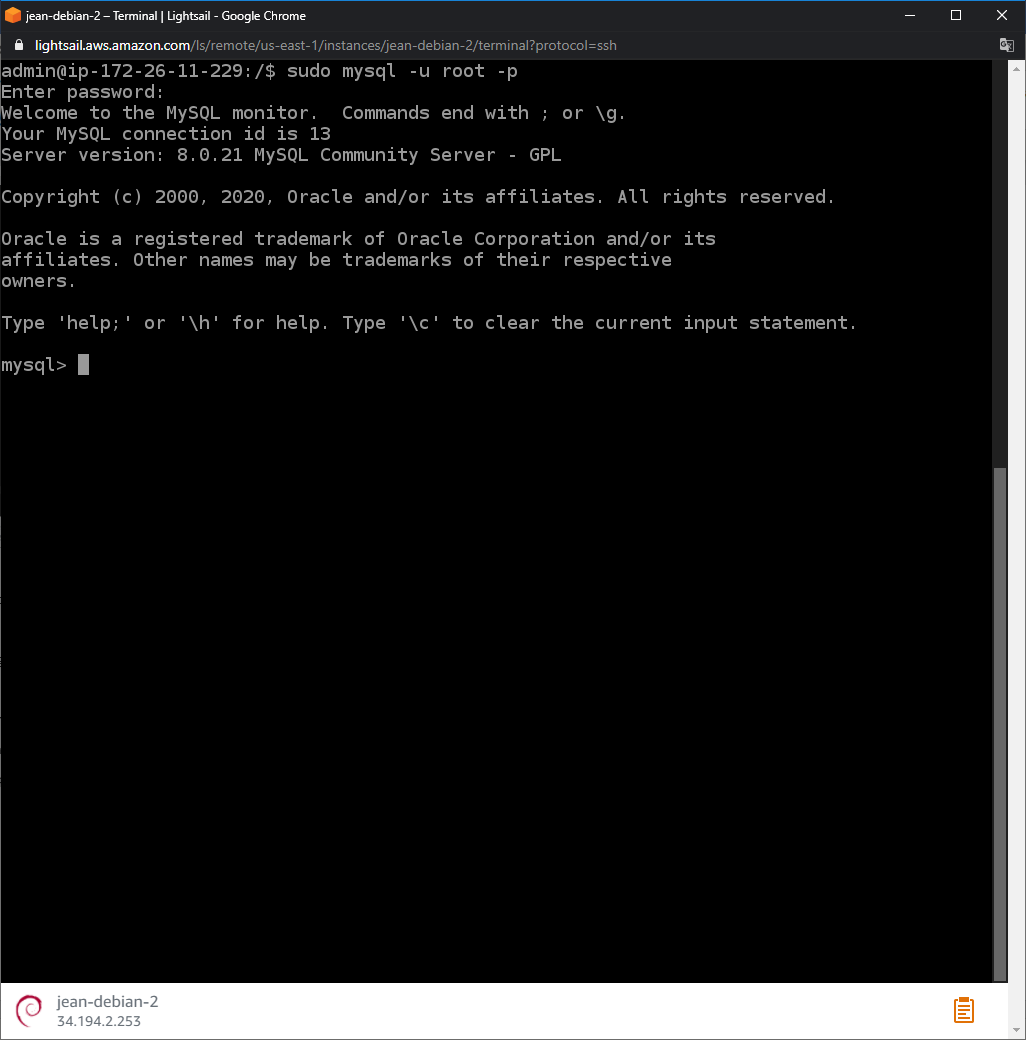 jean-debian-2 – Terminal | Lightsail - Google Chrome
lightsail.aws.amazon.com/ls/remote/us-east-1/instances/jean-debian-2/terminal?protocol=ssh
admin@ip-172-26-11-229:/$ sudo mysql -u root -p
Enter password:
Welcome to the MySQL monitor.  Commands end with ; or \g.
Your MySQL connection id is 13
Server version: 8.0.21 MySQL Community Server - GPL
Copyright (c) 2000, 2020, Oracle and/or its affiliates. All rights reserved.
Oracle is a registered trademark of Oracle Corporation and/or its
affiliates. Other names may be trademarks of their respective
owners.
Type 'help;' or '\h' for help. Type '\c' to clear the current input statement.
mysql>
jean-debian-2
34.194.2.253